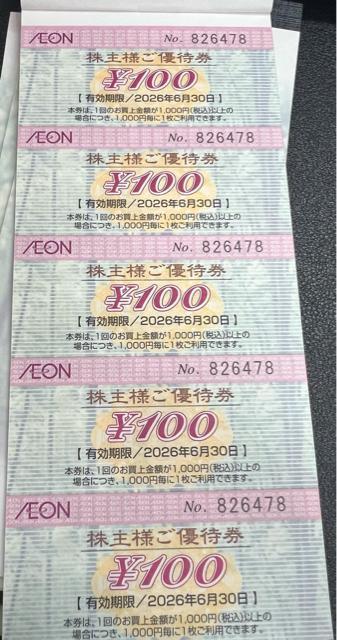 ÆON No. 826478
株主様ご優待券
¥100
【 有効期限／2026年6月30日 】
本券は、1回のお買上金額が1,000円(税込)以上の
場合につき、1,000円毎に1枚ご利用できます。
ÆON No. 826478
株主様ご優待券
¥100
【 有効期限／2026年6月30日 】
本券は、1回のお買上金額が1,000円(税込)以上の
場合につき、1,000円毎に1枚ご利用できます。
ÆON No. 826478
株主様ご優待券
¥100
【 有効期限／2026年6月30日 】
本券は、1回のお買上金額が1,000円(税込)以上の
場合につき、1,000円毎に1枚ご利用できます。
ÆON No. 826478
株主様ご優待券
¥100
【 有効期限／2026年6月30日 】
本券は、1回のお買上金額が1,000円(税込)以上の
場合につき、1,000円毎に1枚ご利用できます。
ÆON No. 826478
株主様ご優待券
¥100
【 有効期限／2026年6月30日 】
本券は、1回のお買上金額が1,000円(税込)以上の
場合につき、1,000円毎に1枚ご利用できます。